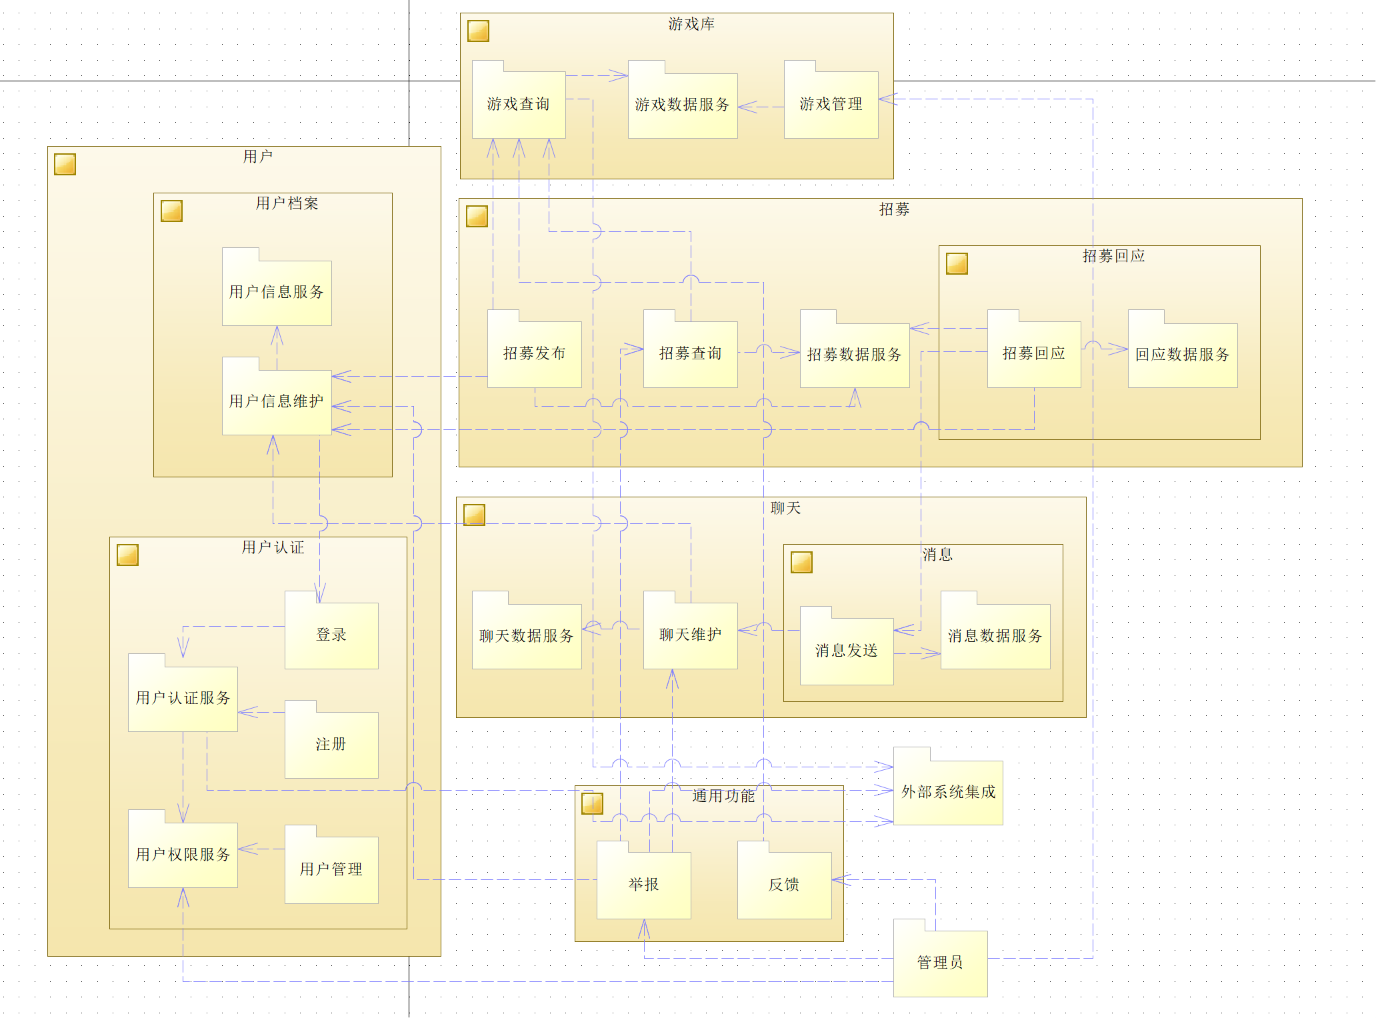 游戏库
游戏查询
游戏数据服务
游戏管理
用户
用户档案
用户信息服务
用户信息维护
招募
招募回应
招募发布
招募查询
招募数据服务
招募回应
回应数据服务
聊天
消息
聊天数据服务
聊天维护
消息发送
消息数据服务
用户认证
登录
用户认证服务
注册
用户权限服务
用户管理
通用功能
举报
反馈
外部系统集成
管理员